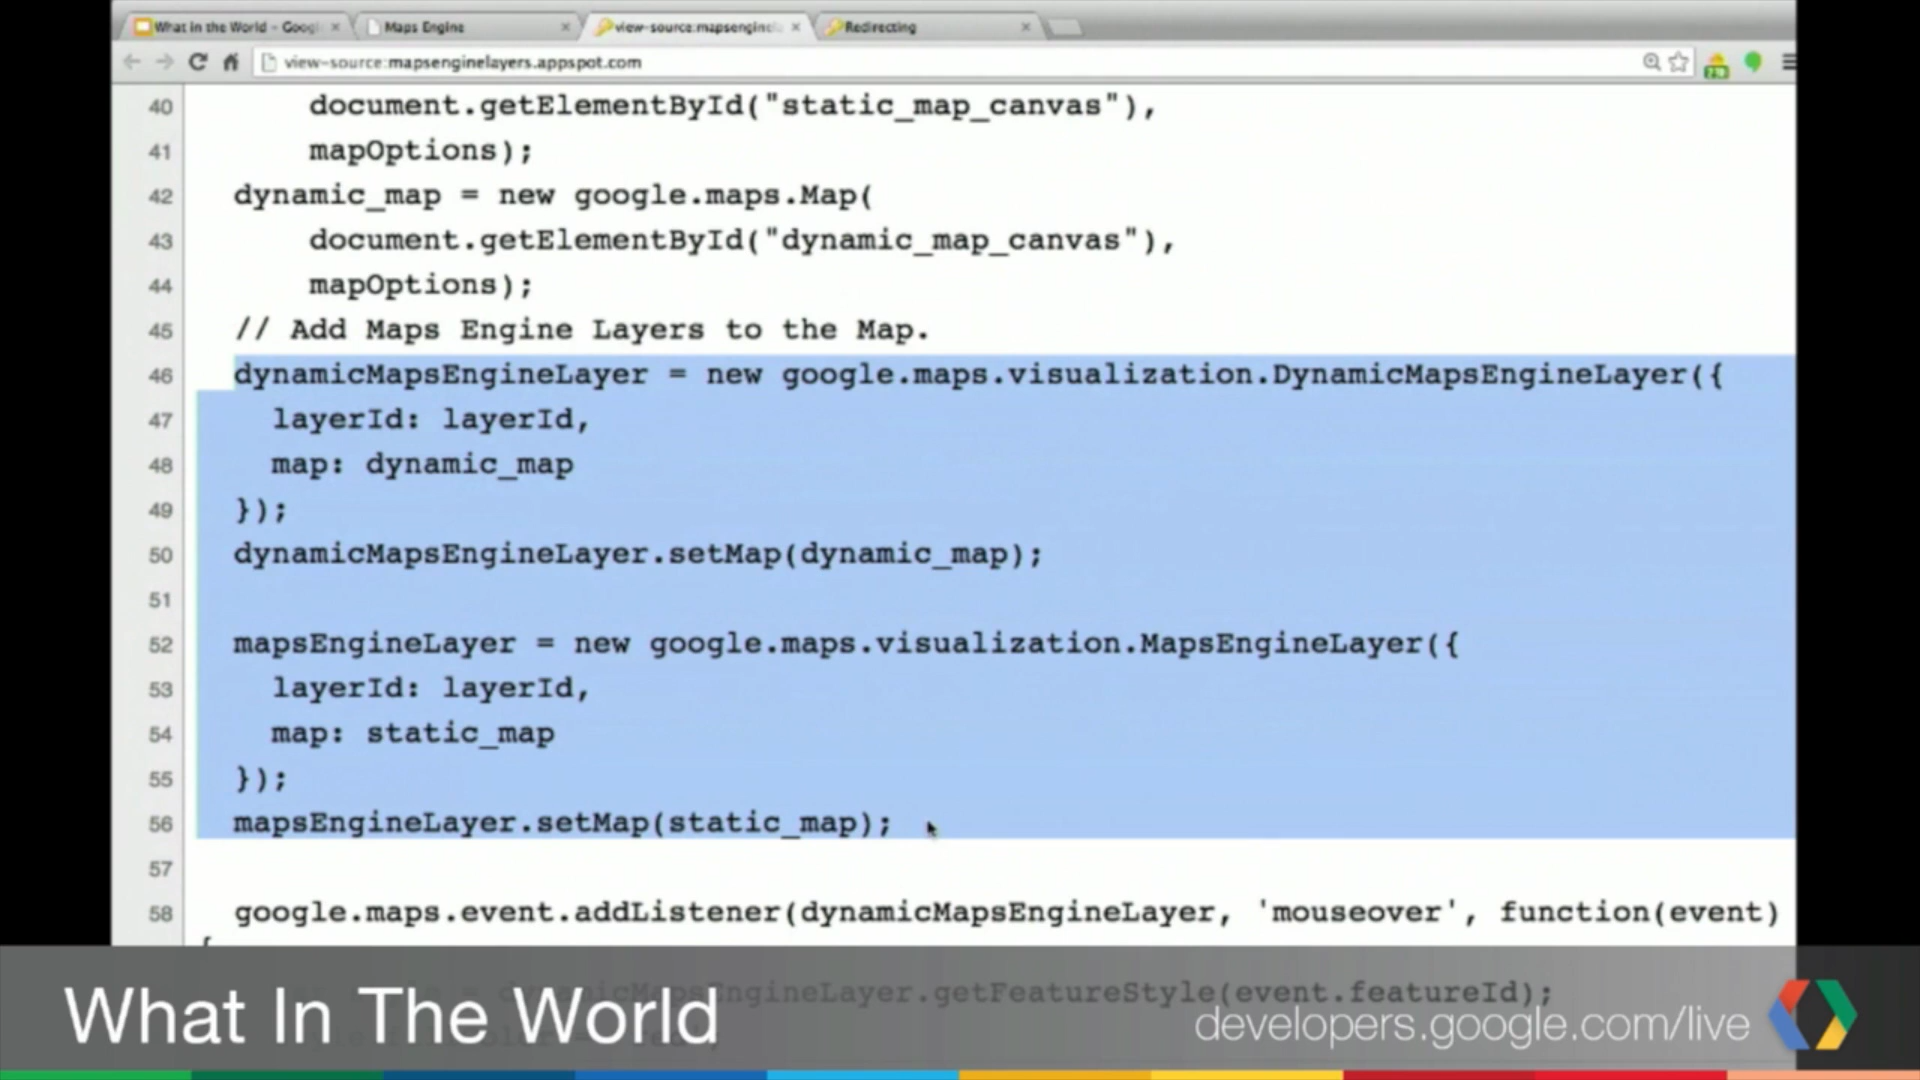 What in the World - Googl
Maps Engine
view-source:mapsengine
Redirecting
view-source:mapsenginelayers.appspot.com
40 document.getElementById("static_map_canvas"),
41 mapOptions);
42 dynamic_map = new google.maps.Map(
43 document.getElementById("dynamic_map_canvas"),
44 mapOptions);
45 // Add Maps Engine Layers to the Map.
46 dynamicMapsEngineLayer = new google.maps.visualization.DynamicMapsEngineLayer({
47 layerId: layerId,
48 map: dynamic_map
49 });
50 dynamicMapsEngineLayer.setMap(dynamic_map);
51
52 mapsEngineLayer = new google.maps.visualization.MapsEngineLayer({
53 layerId: layerId,
54 map: static_map
55 });
56 mapsEngineLayer.setMap(static_map);
57
58 google.maps.event.addListener(dynamicMapsEngineLayer, 'mouseover', function(event)
{
= dynamicMapsEngineLayer.getFeatureStyle(event.featureId);
What In The World
developers.google.com/live